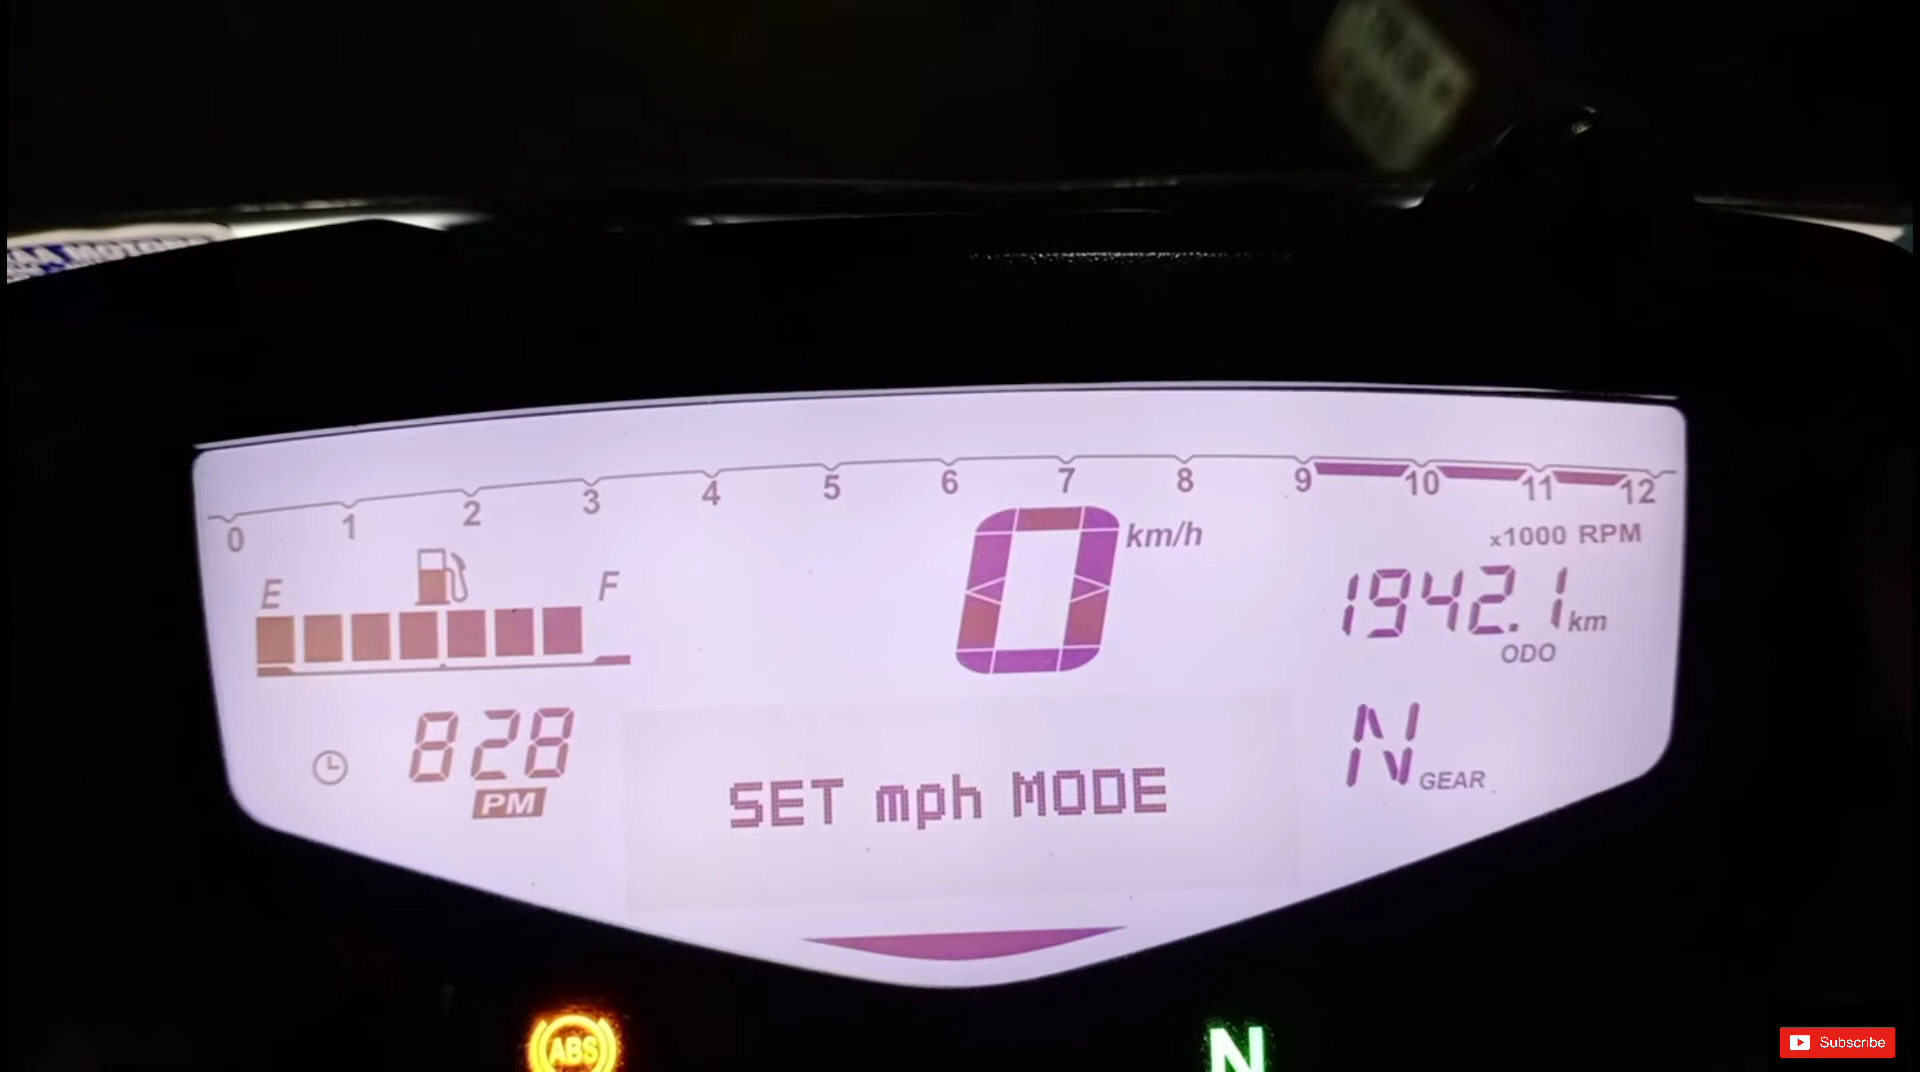 MOTORS
0 1 2 3 4 5 6 7 8 9 10 11 12
x1000 RPM
E F
0 km/h
1942.1 km
ODO
828
PM
N GEAR
SET mph MODE
ABS
N
Subscribe